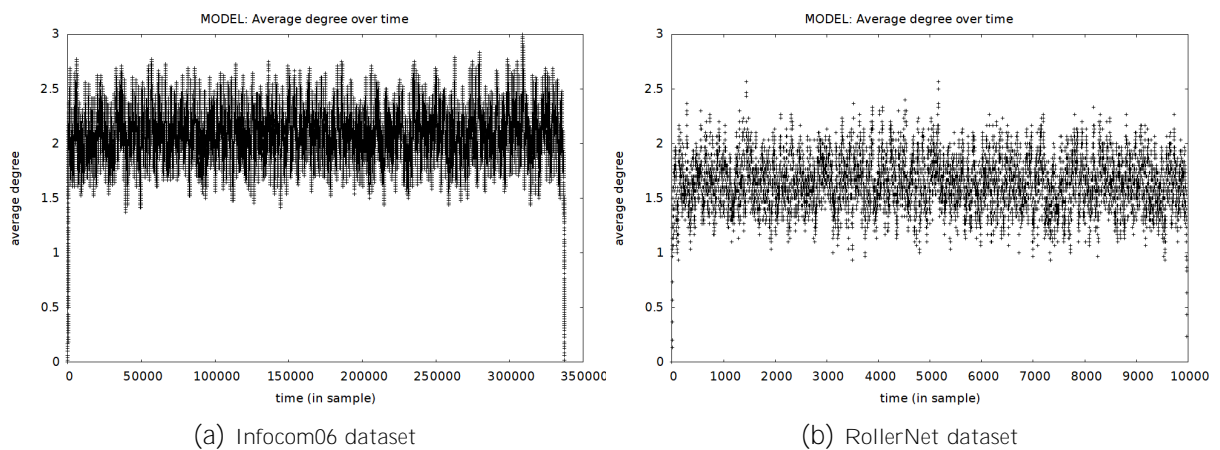 MODEL: Average degree over time
3
2.5
2
1.5
1
0.5
0
average degree
0 50000 100000 150000 200000 250000 300000 350000
time (in sample)
(a) Infocom06 dataset
MODEL: Average degree over time
3
2.5
2
1.5
1
0.5
0
average degree
0 1000 2000 3000 4000 5000 6000 7000 8000 9000 10000
time (in sample)
(b) RollerNet dataset